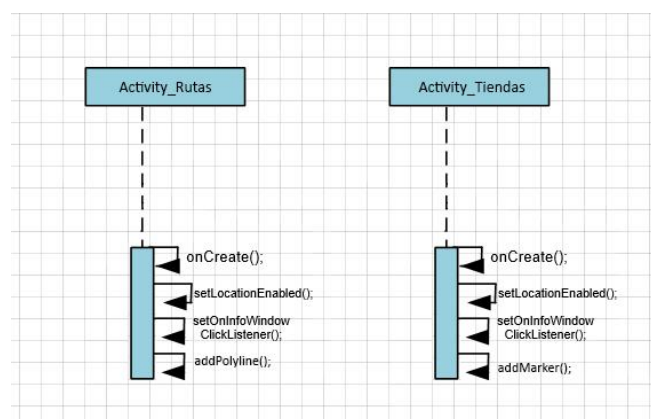 Activity_Rutas
Activity_Tiendas
onCreate();
setLocationEnabled();
setOnInfoWindow
ClickListener();
addPolyline();
onCreate();
setLocationEnabled();
setOnInfoWindow
ClickListener();
addMarker();